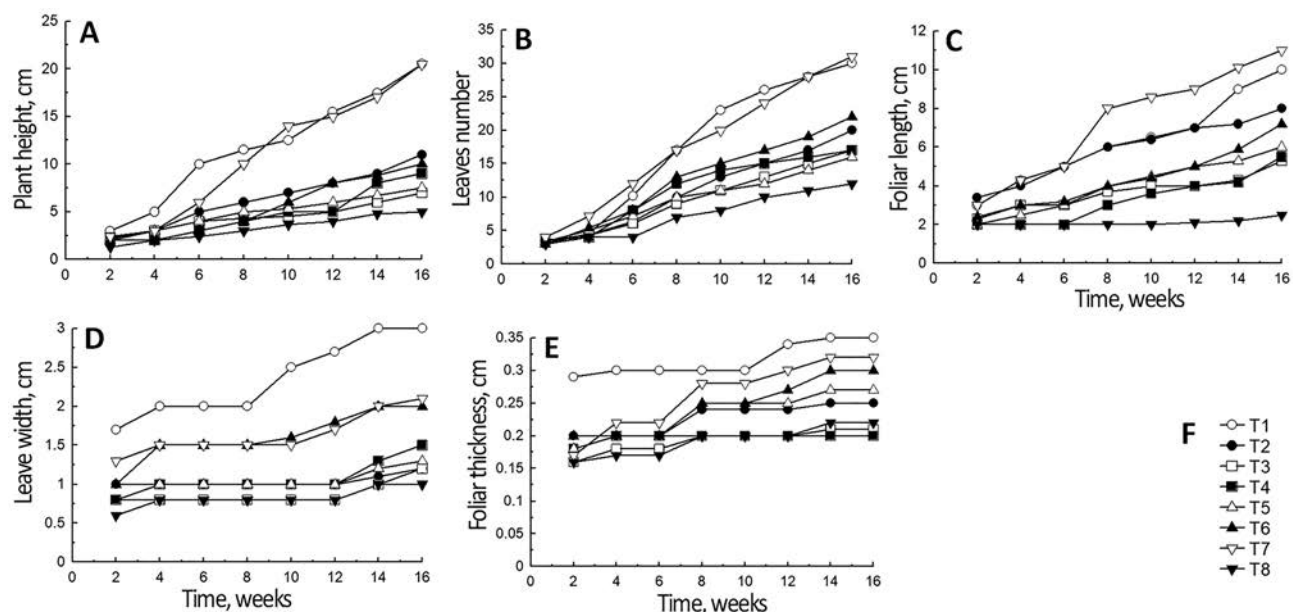 A
Plant height, cm
25
20
15
10
5
0
0 2 4 6 8 10 12 14 16
B
Leaves number
35
30
25
20
15
10
5
0
0 2 4 6 8 10 12 14 16
C
Foliar length, cm
12
10
8
6
4
2
0
0 2 4 6 8 10 12 14 16
Time, weeks
D
Leave width, cm
3
2.5
2
1.5
1
0.5
0
0 2 4 6 8 10 12 14 16
Time, weeks
E
Foliar thickness, cm
0.35
0.3
0.25
0.2
0.15
0.1
0.05
0
0 2 4 6 8 10 12 14 16
Time, weeks
F
T1
T2
T3
T4
T5
T6
T7
T8